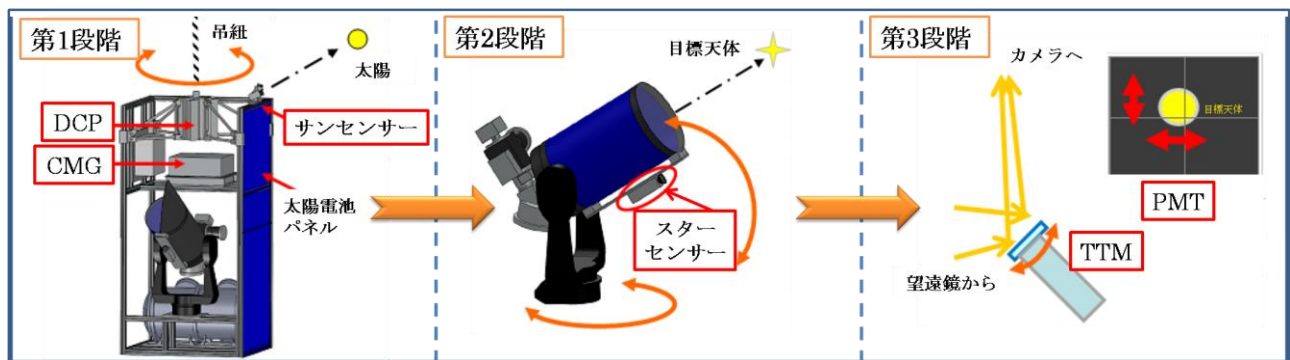 第1段階
吊紐
太陽
DCP
サンセンサー
CMG
太陽電池
パネル
第2段階
目標天体
スター
センサー
第3段階
カメラへ
目標天体
PMT
TTM
望遠鏡から